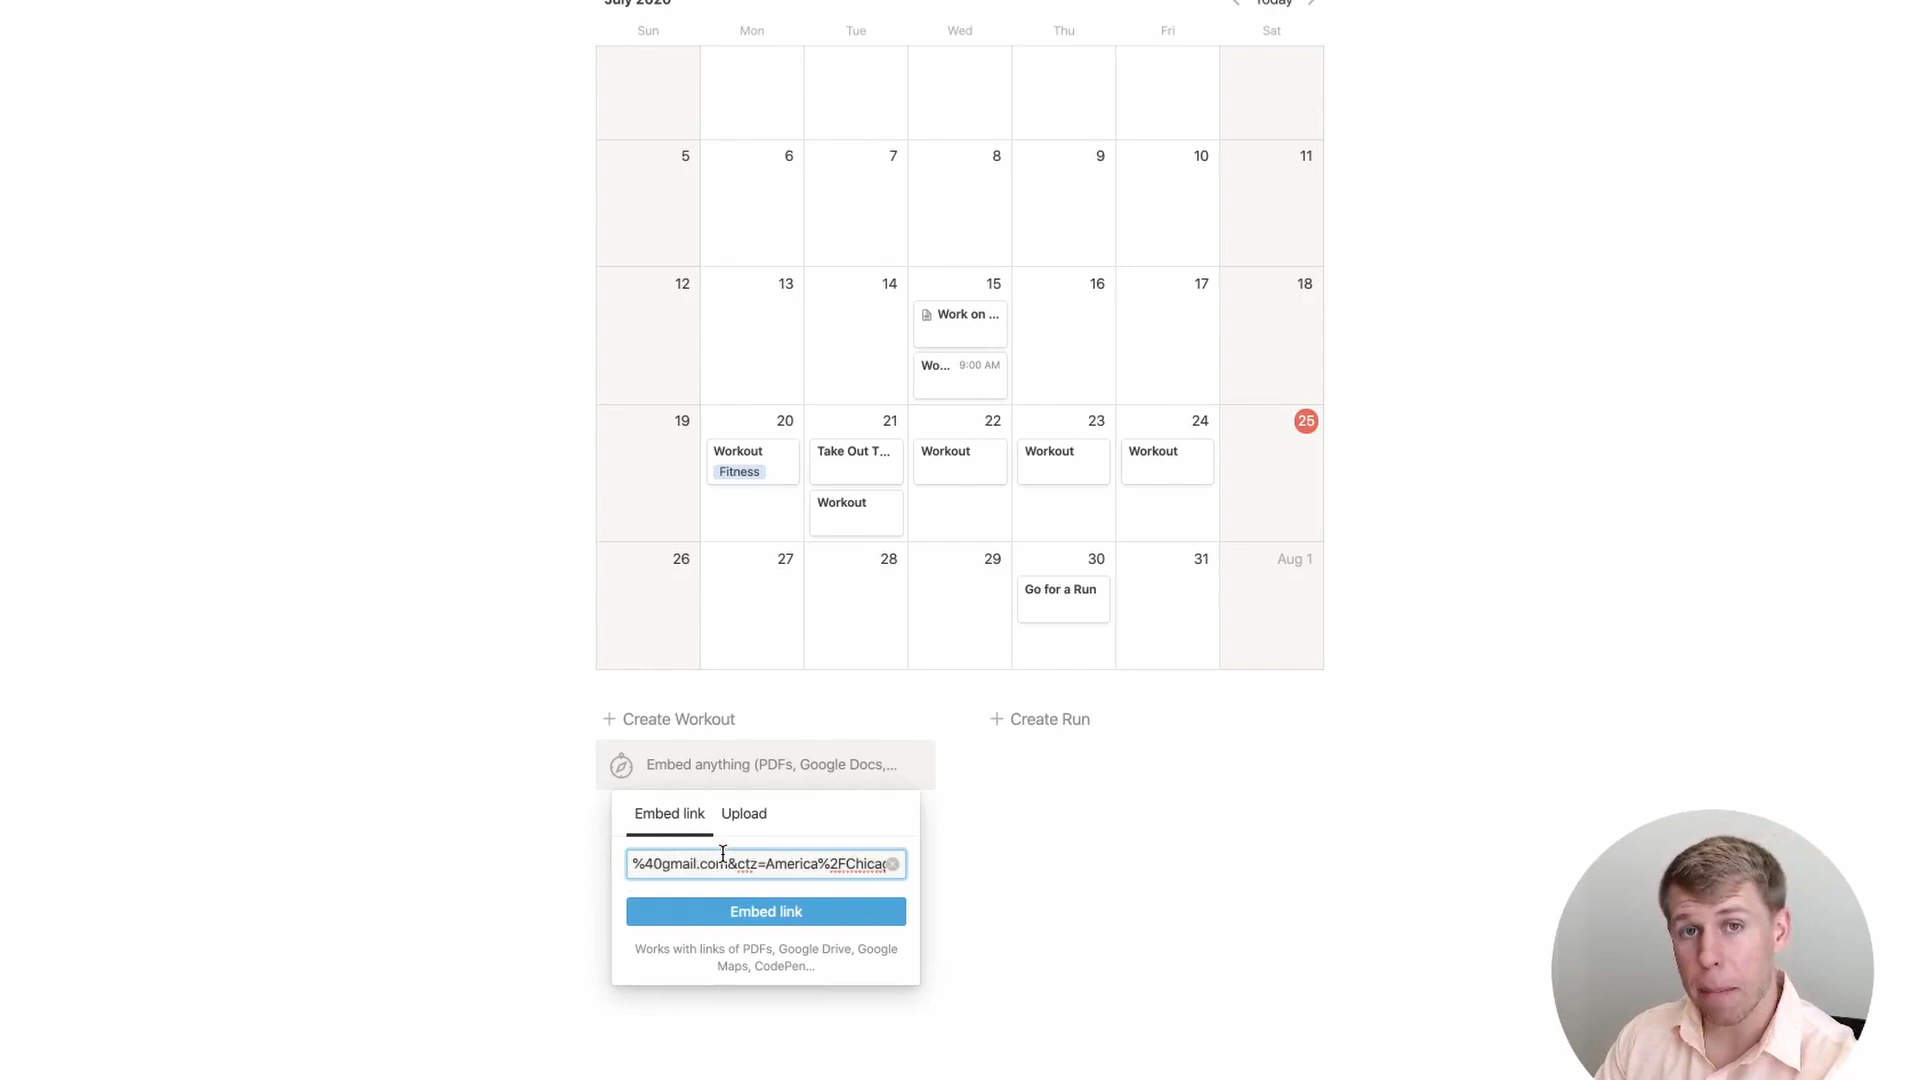 July 2020
Today
Sun Mon Tue Wed Thu Fri Sat
5 6 7 8 9 10 11
12 13 14 15 16 17 18
Work on ...
Wo... 9:00 AM
19 20 21 22 23 24 25
Workout Take Out T... Workout Workout Workout
Fitness
Workout
26 27 28 29 30 31 Aug 1
Go for a Run
+ Create Workout + Create Run
Embed anything (PDFs, Google Docs,...
Embed link Upload
%40gmail.com&ctz=America%2FChicag
Embed link
Works with links of PDFs, Google Drive, Google
Maps, CodePen...